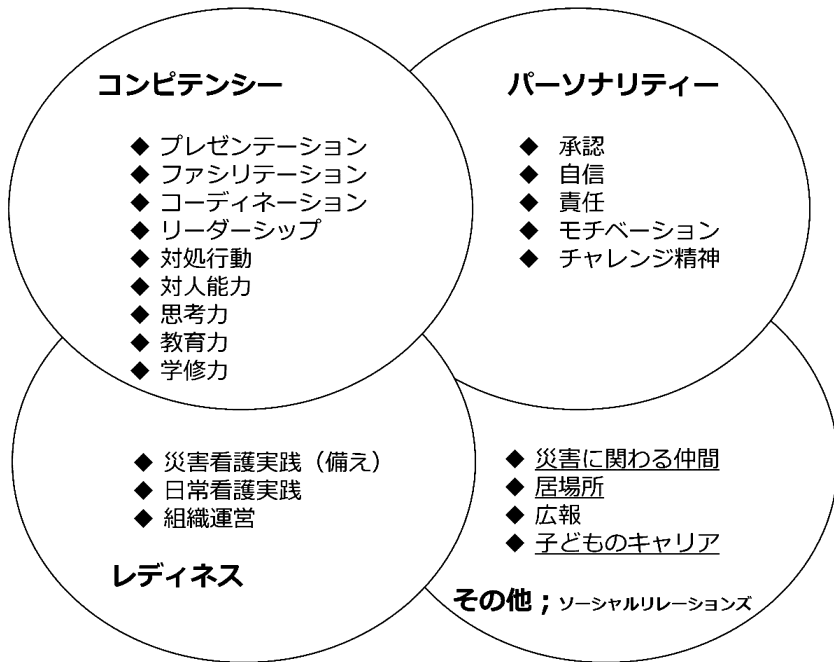 コンピテンシー
◆ プレゼンテーション
◆ ファシリテーション
◆ コーディネーション
◆ リーダーシップ
◆ 対処行動
◆ 対人能力
◆ 思考力
◆ 教育力
◆ 学修力
パーソナリティー
◆ 承認
◆ 自信
◆ 責任
◆ モチベーション
◆ チャレンジ精神
◆ 災害看護実践（備え）
◆ 日常看護実践
◆ 組織運営
レディネス
◆ 災害に関わる仲間
◆ 居場所
◆ 広報
◆ 子どものキャリア
その他；ソーシャルリレーションズ